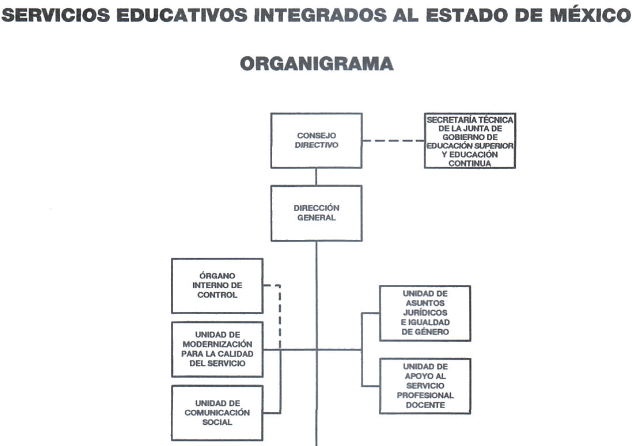 SERVICIOS EDUCATIVOS INTEGRADOS AL ESTADO DE MÉXICO
ORGANIGRAMA
CONSEJO
DIRECTIVO
SECRETARÍA TÉCNICA
DE LA JUNTA DE
GOBIERNO DE
EDUCACIÓN SUPERIOR
Y EDUCACIÓN
CONTINUA
DIRECCIÓN
GENERAL
ÓRGANO
INTERNO DE
CONTROL
UNIDAD DE
ASUNTOS
JURÍDICOS
E IGUALDAD
DE GÉNERO
UNIDAD DE
MODERNIZACIÓN
PARA LA CALIDAD
DEL SERVICIO
UNIDAD DE
APOYO AL
SERVICIO
PROFESIONAL
DOCENTE
UNIDAD DE
COMUNICACIÓN
SOCIAL